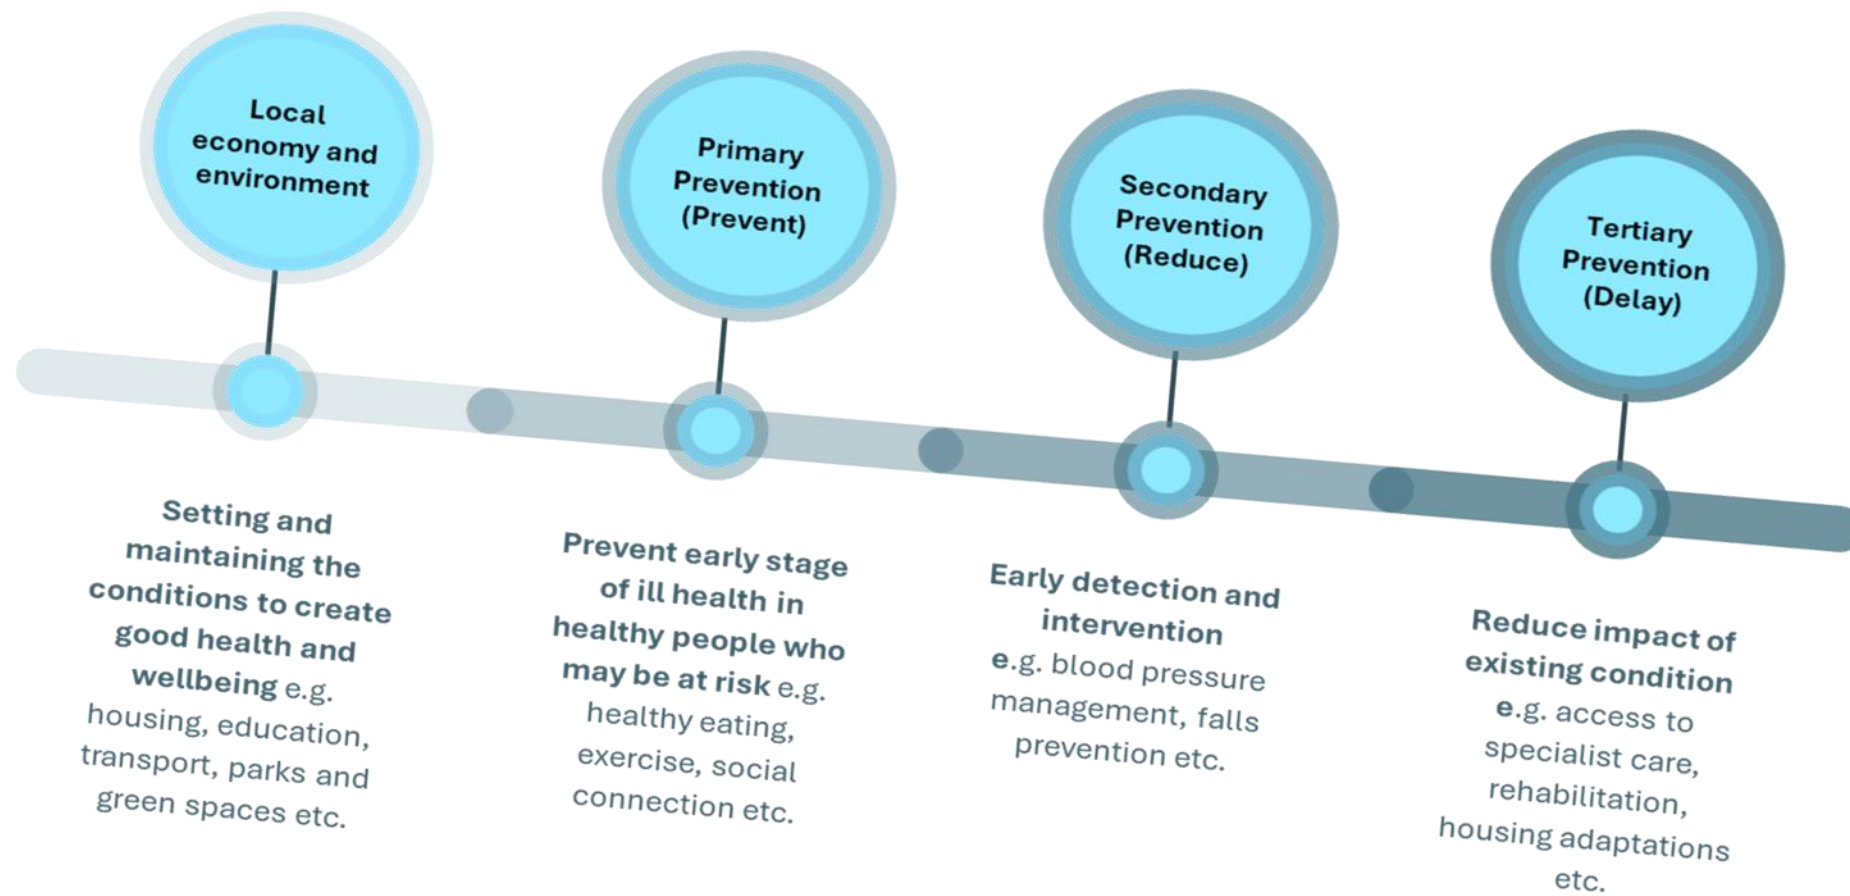 Local
economy and
environment
Setting and
maintaining the
conditions to create
good health and
wellbeing e.g.
housing, education,
transport, parks and
green spaces etc.
Primary
Prevention
(Prevent)
Prevent early stage
of ill health in
healthy people who
may be at risk e.g.
healthy eating,
exercise, social
connection etc.
Secondary
Prevention
(Reduce)
Early detection and
intervention
e.g. blood pressure
management, falls
prevention etc.
Tertiary
Prevention
(Delay)
Reduce impact of
existing condition
e.g. access to
specialist care,
rehabilitation,
housing adaptations
etc.